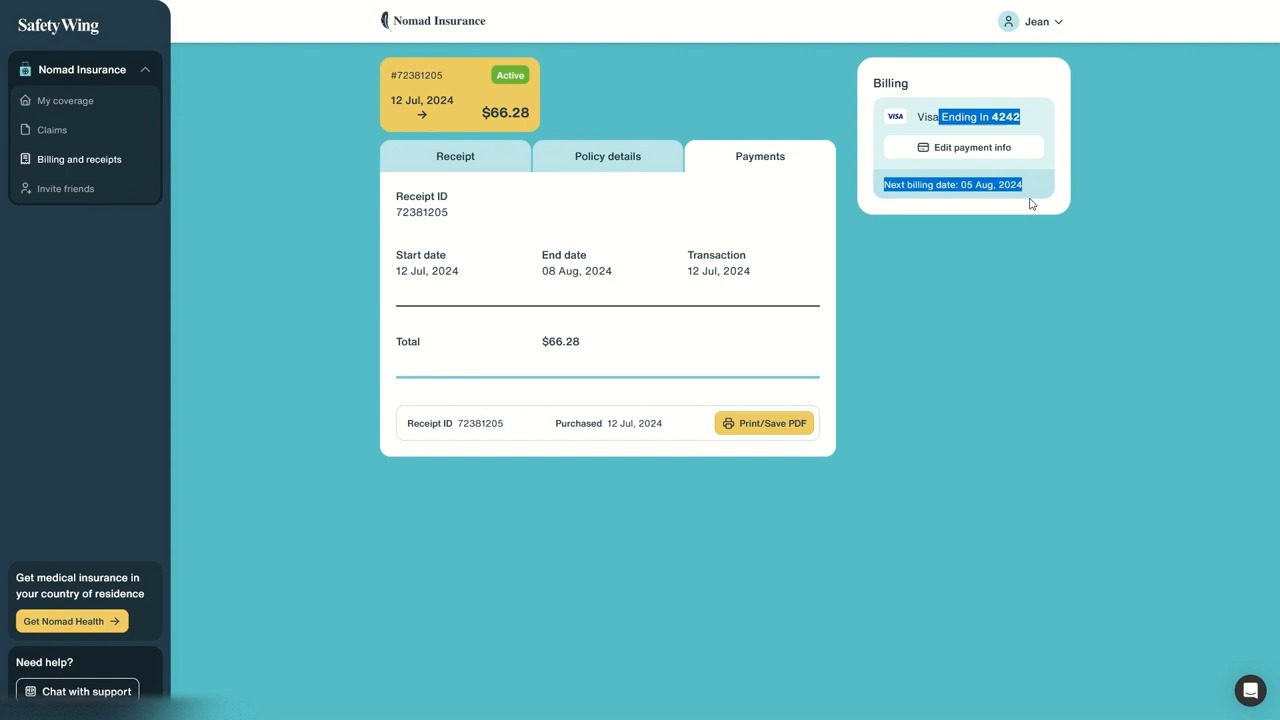 SafetyWing
Nomad Insurance
My coverage
Claims
Billing and receipts
Invite friends
Get medical insurance in
your country of residence
Get Nomad Health →
Need help?
Chat with support
Nomad Insurance
Jean
#72381205
Active
12 Jul, 2024
→
$66.28
Receipt
Policy details
Payments
Receipt ID
72381205
Start date
End date
Transaction
12 Jul, 2024
08 Aug, 2024
12 Jul, 2024
Total
$66.28
Receipt ID 72381205
Purchased 12 Jul, 2024
Print/Save PDF
Billing
VISA
Visa Ending In 4242
Edit payment info
Next billing date: 05 Aug, 2024